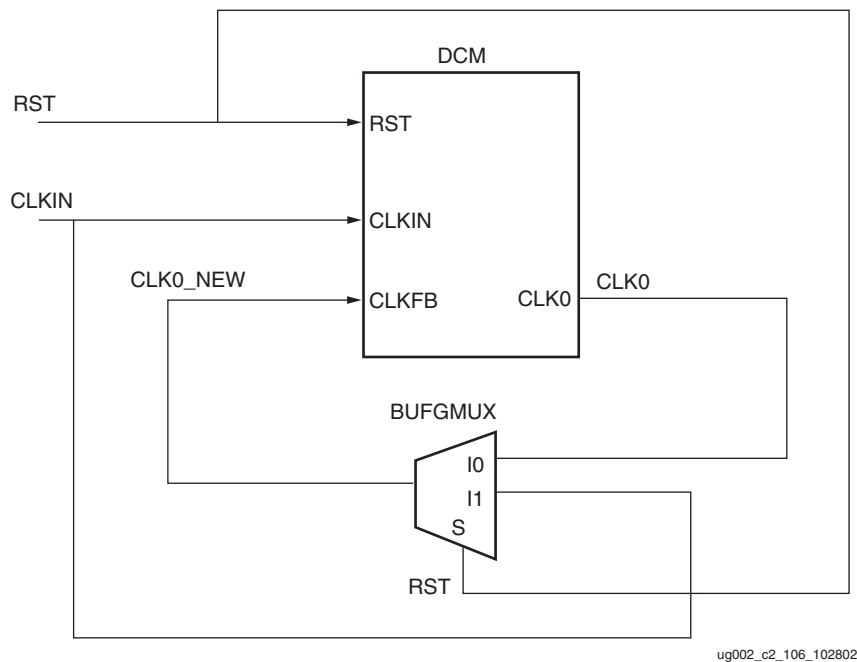 DCM
RST
RST
CLKIN
CLKIN
CLK0_NEW
CLKFB
CLK0
CLK0
BUFGMUX
I0
I1
S
RST
ug002_c2_106_102802